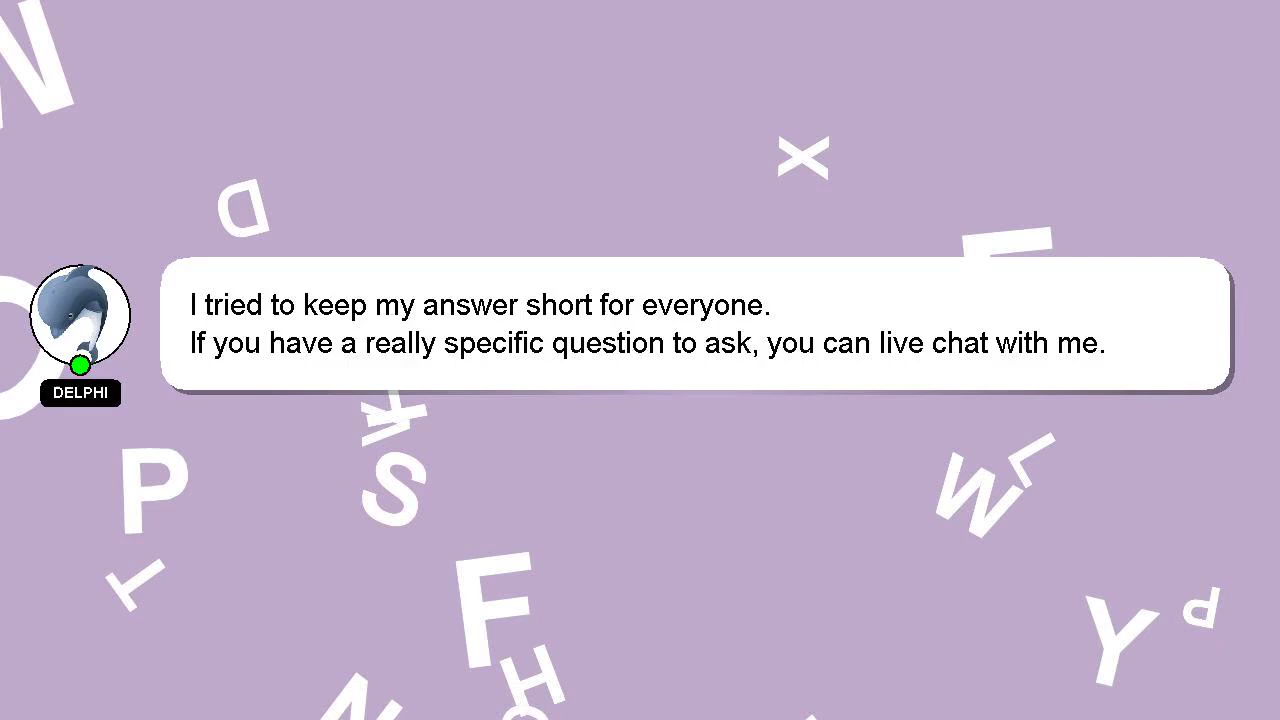 N
D
X
I tried to keep my answer short for everyone.
If you have a really specific question to ask, you can live chat with me.
DELPHI
P
S
W
L
T
F
Y
P
H
N